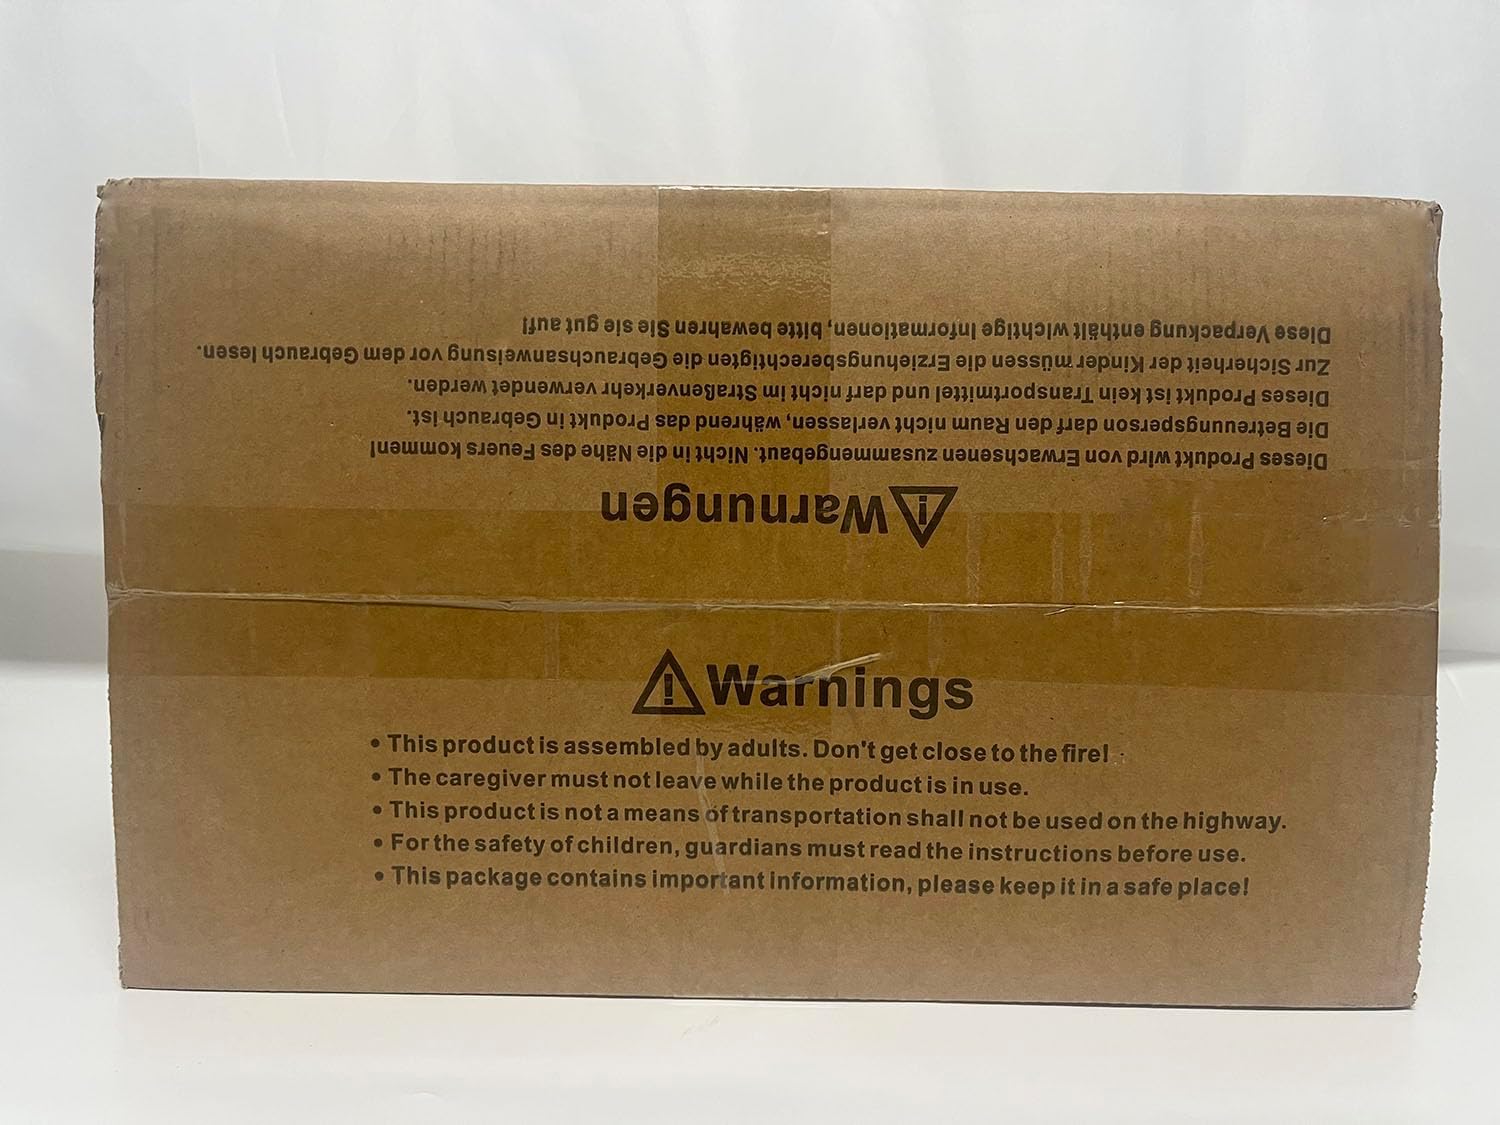 Warnungen
Dieses Produkt wird von Erwachsenen zusammengebaut. Nicht in die Nähe des Feuers kommen!
Die Betreuungsperson darf den Raum nicht verlassen, während das Produkt in Gebrauch ist.
Dieses Produkt ist kein Transportmittel und darf nicht im Straßenverkehr verwendet werden.
Zur Sicherheit der Kinder müssen die Erziehungsberechtigten die Gebrauchsanweisung vor dem Gebrauch lesen.
Diese Verpackung enthält wichtige Informationen, bitte bewahren Sie sie gut auf!
Warnings
• This product is assembled by adults. Don't get close to the fire!
• The caregiver must not leave while the product is in use.
• This product is not a means of transportation shall not be used on the highway.
• For the safety of children, guardians must read the instructions before use.
• This package contains important information, please keep it in a safe place!